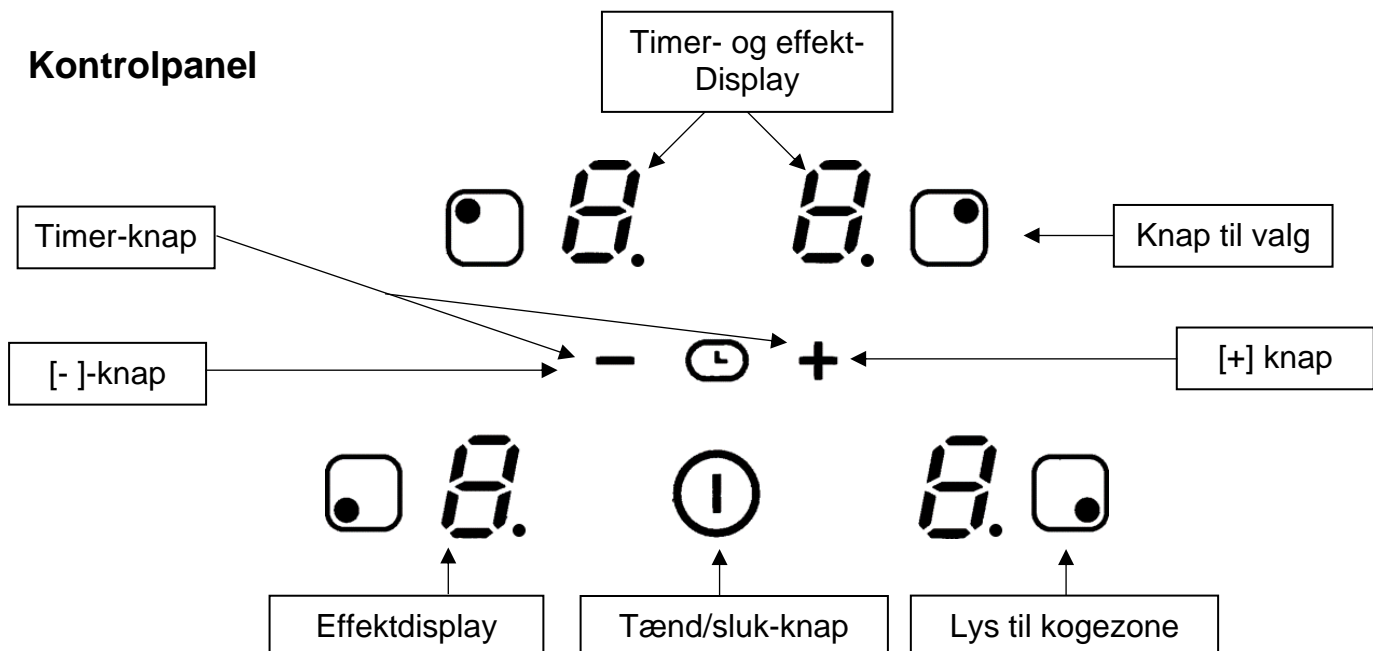 Kontrolpanel
Timer- og effekt-
Display
Timer-knap
Knap til valg
[- ]-knap
[+] knap
Effektdisplay
Tænd/sluk-knap
Lys til kogezone